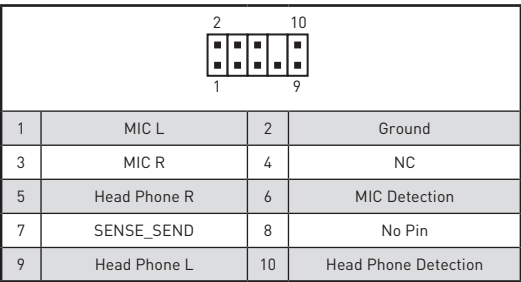 2 10
1 9
1 MIC L 2 Ground
3 MIC R 4 NC
5 Head Phone R 6 MIC Detection
7 SENSE_SEND 8 No Pin
9 Head Phone L 10 Head Phone Detection